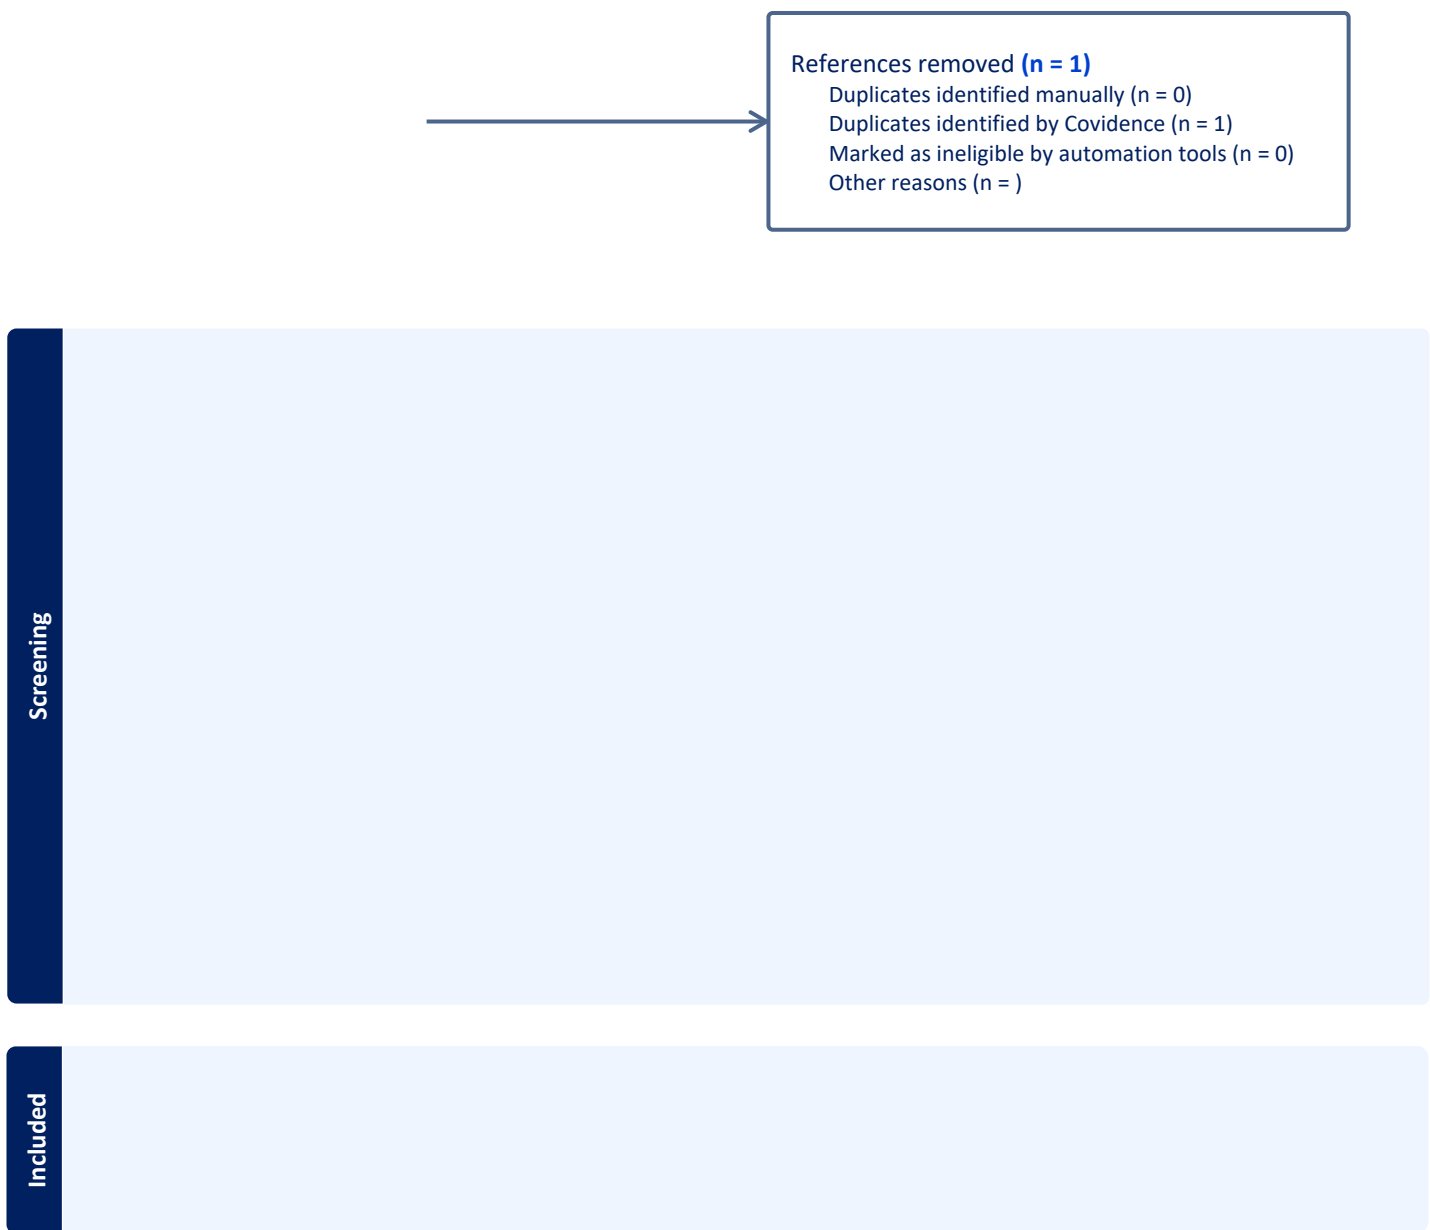 References removed (n = 1)
Duplicates identified manually (n = 0)
Duplicates identified by Covidence (n = 1)
Marked as ineligible by automation tools (n = 0)
Other reasons (n = )
Screening
Included